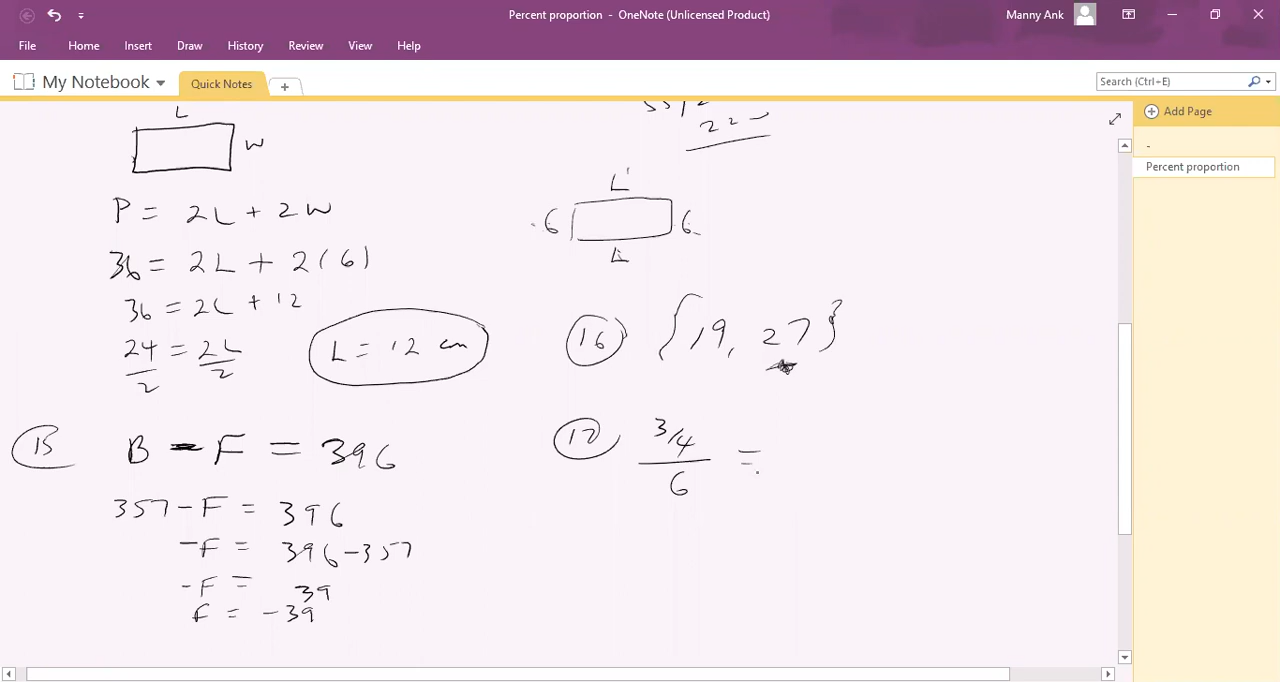 Percent proportion - OneNote (Unlicensed Product)
Manny Ank
File Home Insert Draw History Review View Help
My Notebook
Quick Notes
+
Search (Ctrl+E)
Add Page
-
Percent proportion
L
W
P = 2L + 2W
36 = 2L + 2(6)
36 = 2L + 12
24 = 2L
2 2
L = 12 cm
15 B - F = 396
357 - F = 396
-F = 396 - 357
-F = 39
F = -39
L
6 6
L
16 {19, 27}
17 3/4 =
6